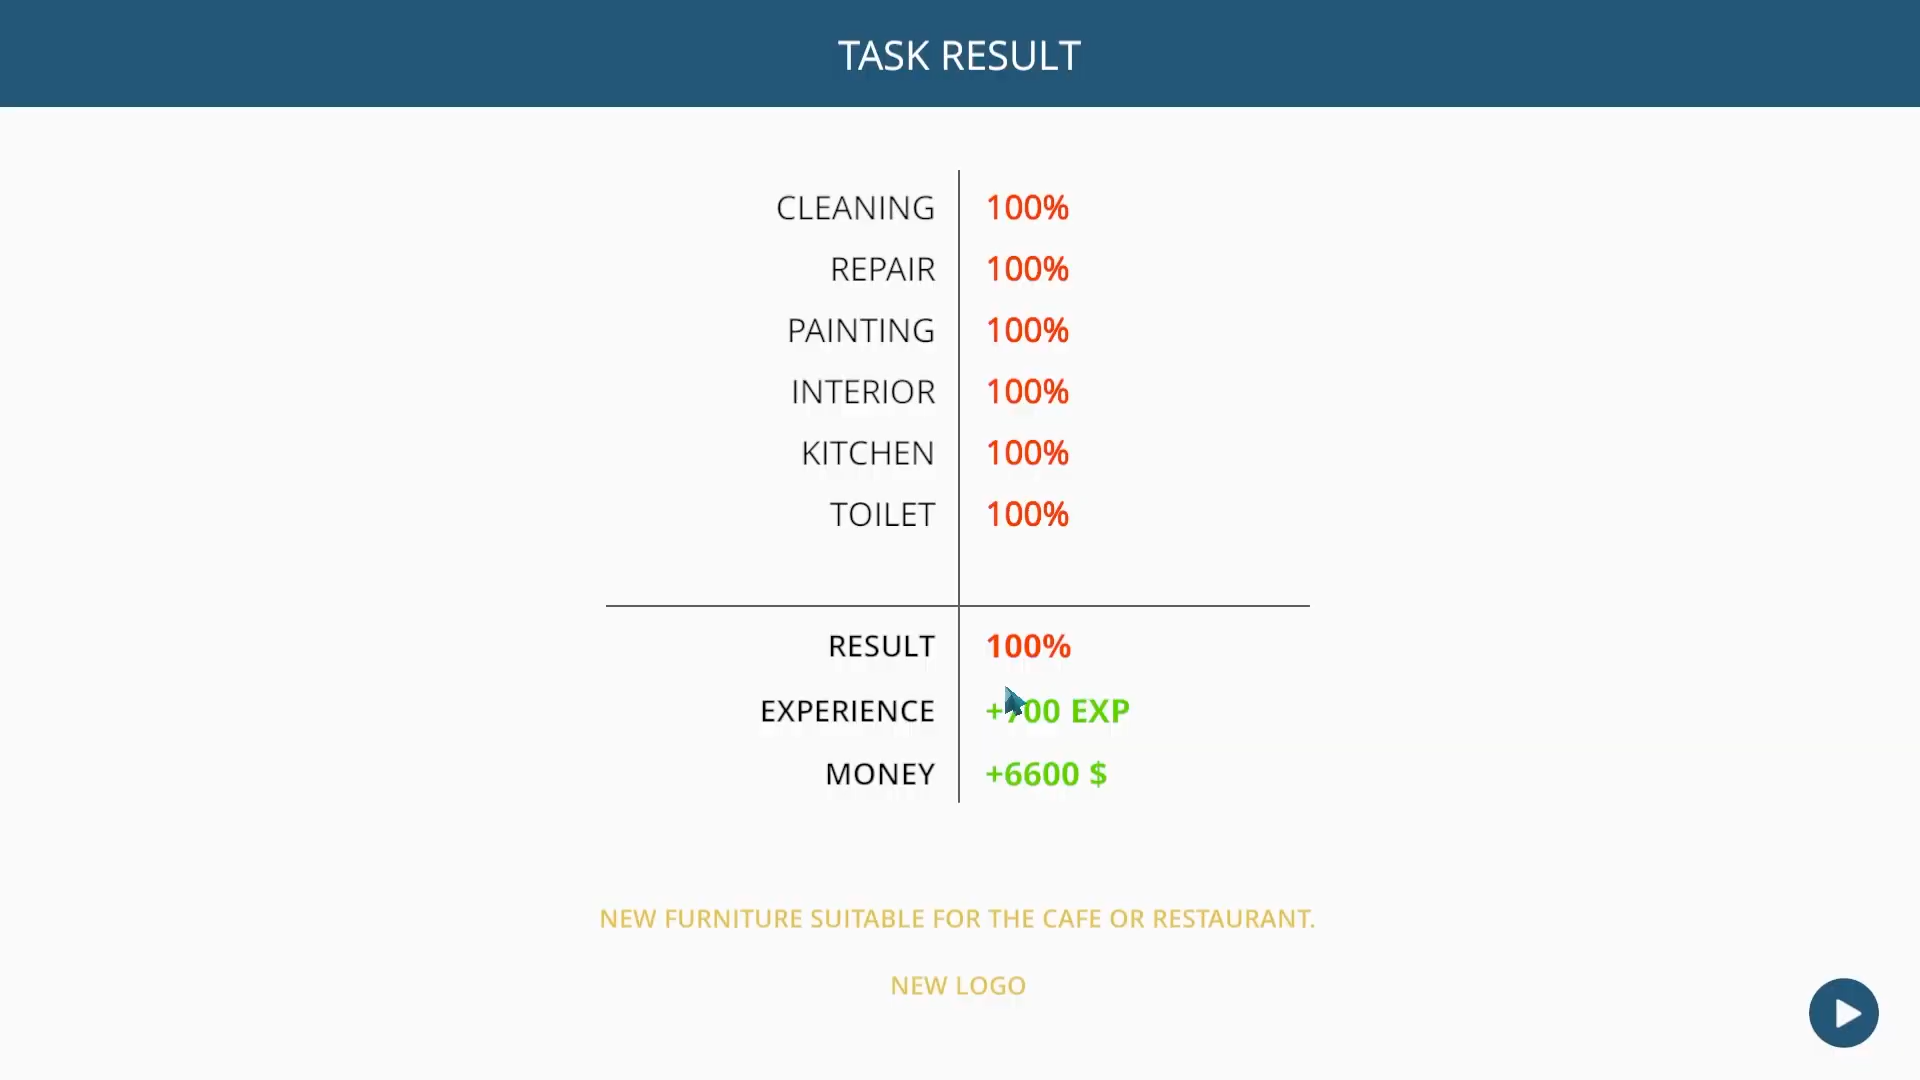 TASK RESULT
CLEANING 100%
REPAIR 100%
PAINTING 100%
INTERIOR 100%
KITCHEN 100%
TOILET 100%
RESULT 100%
EXPERIENCE +700 EXP
MONEY +6600 $
NEW FURNITURE SUITABLE FOR THE CAFE OR RESTAURANT.
NEW LOGO